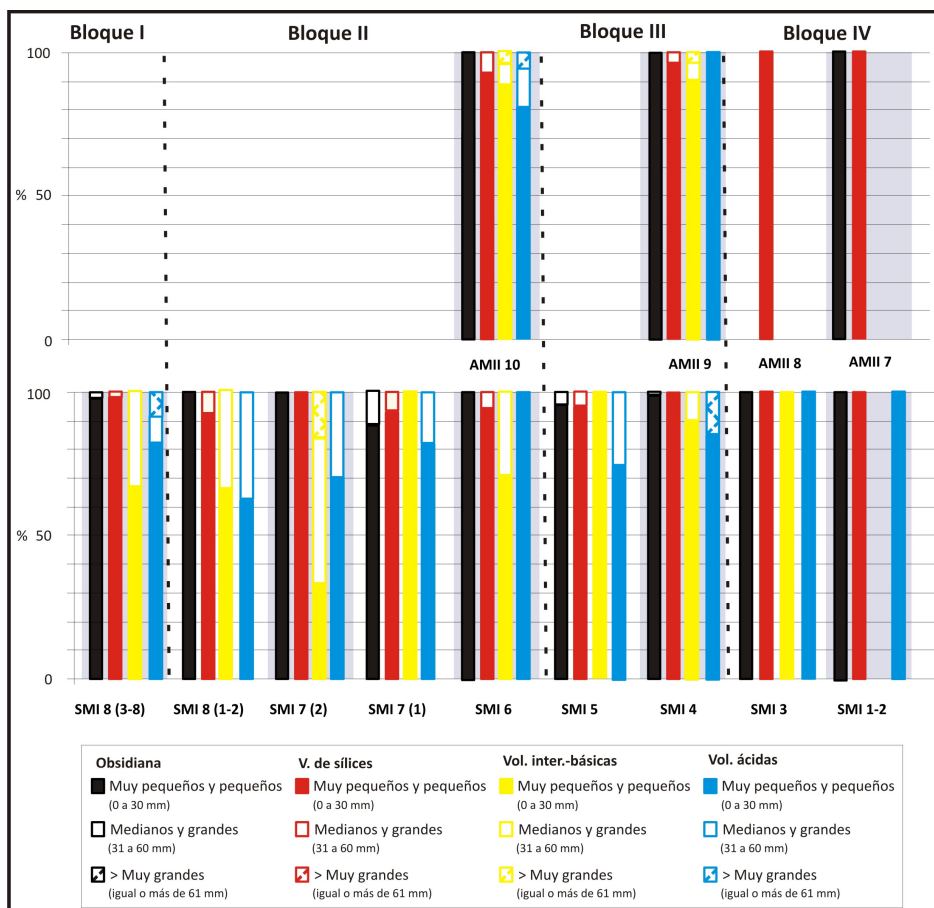 Bloque I Bloque II Bloque III Bloque IV
100
% 50
0
AMII 10 AMII 9 AMII 8 AMII 7
100
% 50
0
SMI 8 (3-8) SMI 8 (1-2) SMI 7 (2) SMI 7 (1) SMI 6 SMI 5 SMI 4 SMI 3 SMI 1-2
Obsidiana V. de sílices Vol. inter.-básicas Vol. ácidas
Muy pequeños y pequeños Muy pequeños y pequeños Muy pequeños y pequeños Muy pequeños y pequeños
(0 a 30 mm) (0 a 30 mm) (0 a 30 mm) (0 a 30 mm)
Medianos y grandes Medianos y grandes Medianos y grandes Medianos y grandes
(31 a 60 mm) (31 a 60 mm) (31 a 60 mm) (31 a 60 mm)
> Muy grandes > Muy grandes > Muy grandes > Muy grandes
(igual o más de 61 mm) (igual o más de 61 mm) (igual o más de 61 mm) (igual o más de 61 mm)